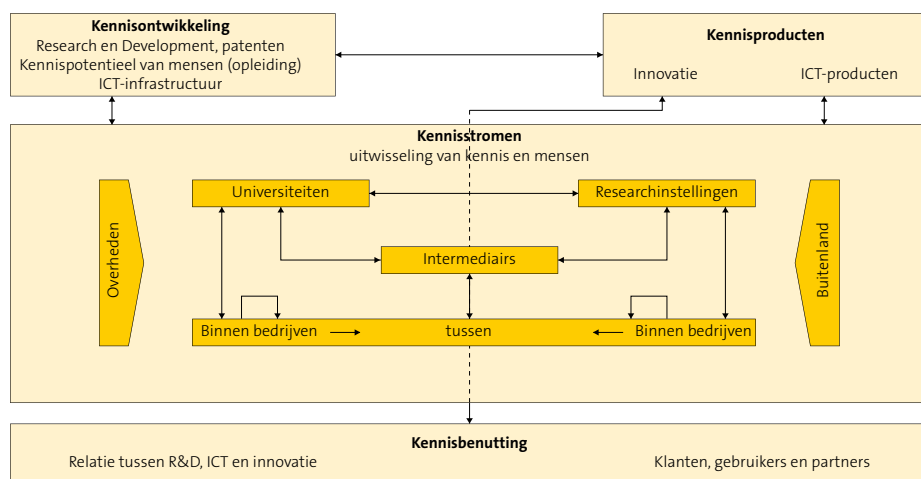 Kennisontwikkeling
Research en Development, patenten
Kennispotentieel van mensen (opleiding)
ICT-infrastructuur
Kennisproducten
Innovatie
ICT-producten
Kennisstromen
uitwisseling van kennis en mensen
Universiteiten
Researchinstellingen
Overheden
Intermediairs
Buitenland
Binnen bedrijven
tussen
Binnen bedrijven
Kennisbenutting
Relatie tussen R&D, ICT en innovatie
Klanten, gebruikers en partners